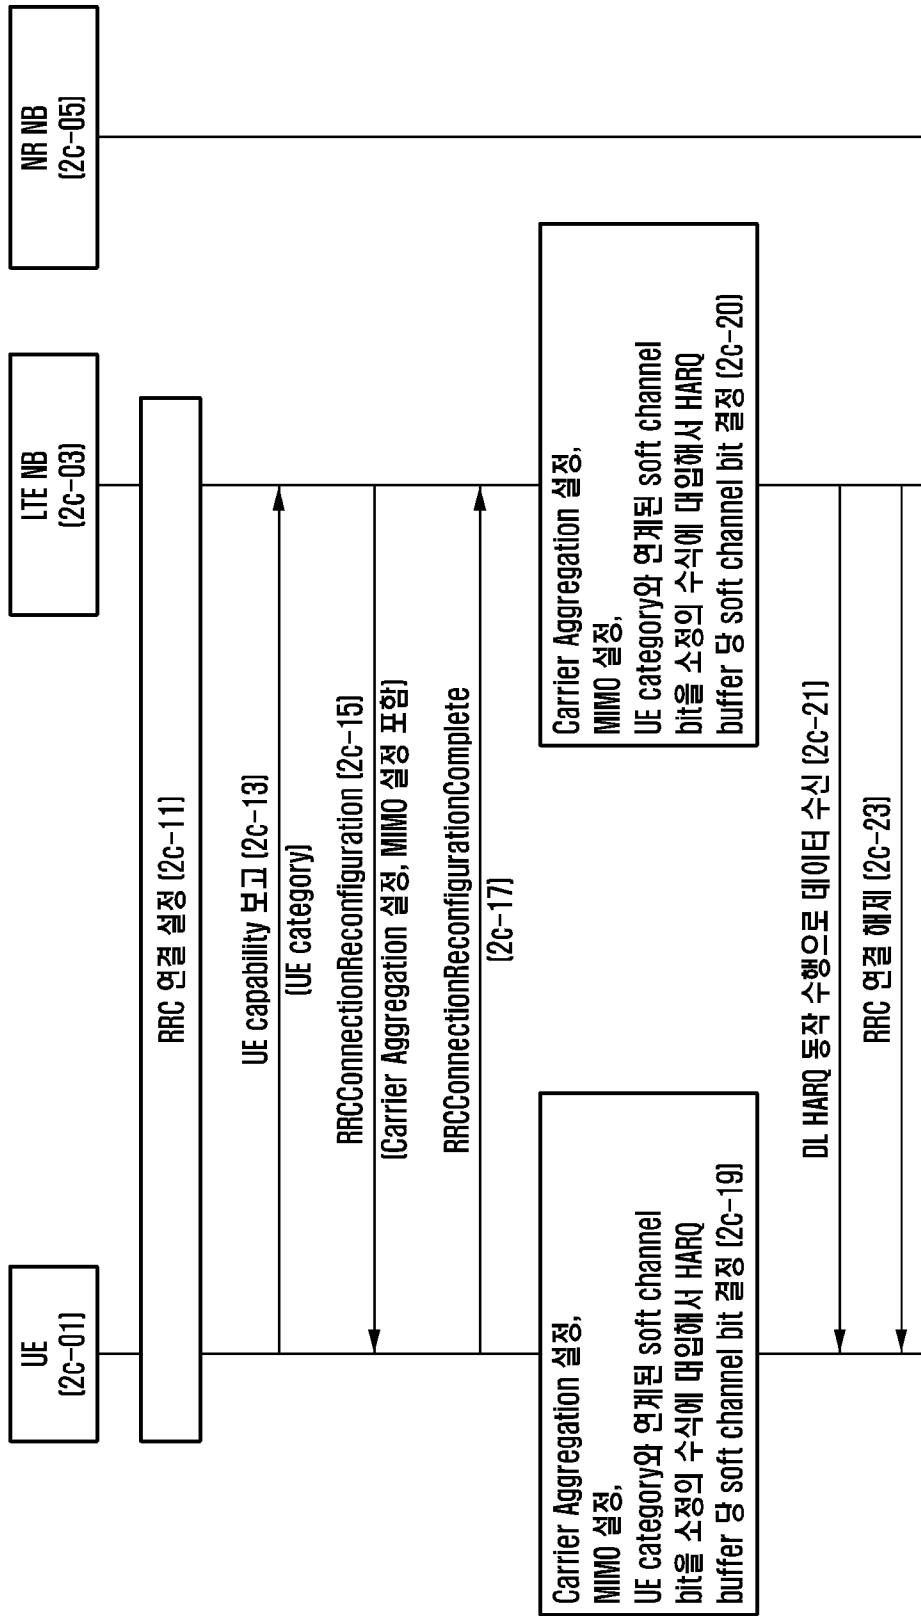 UE
(2c-01)
LTE NB
(2c-03)
NR NB
(2c-05)
RRC 연결 설정 (2c-11)
UE capability 보고 (2c-13)
(UE category)
RRCConnectionReconfiguration (2c-15)
(Carrier Aggregation 설정, MIMO 설정 포함)
RRCConnectionReconfigurationComplete
(2c-17)
Carrier Aggregation 설정,
MIMO 설정,
UE category와 연계된 soft channel
bit을 소정의 수식에 대입해서 HARQ
buffer 당 soft channel bit 결정 (2c-19)
Carrier Aggregation 설정,
MIMO 설정,
UE category와 연계된 soft channel
bit을 소정의 수식에 대입해서 HARQ
buffer 당 soft channel bit 결정 (2c-20)
DL HARQ 동작 수행으로 데이터 수신 (2c-21)
RRC 연결 해제 (2c-23)